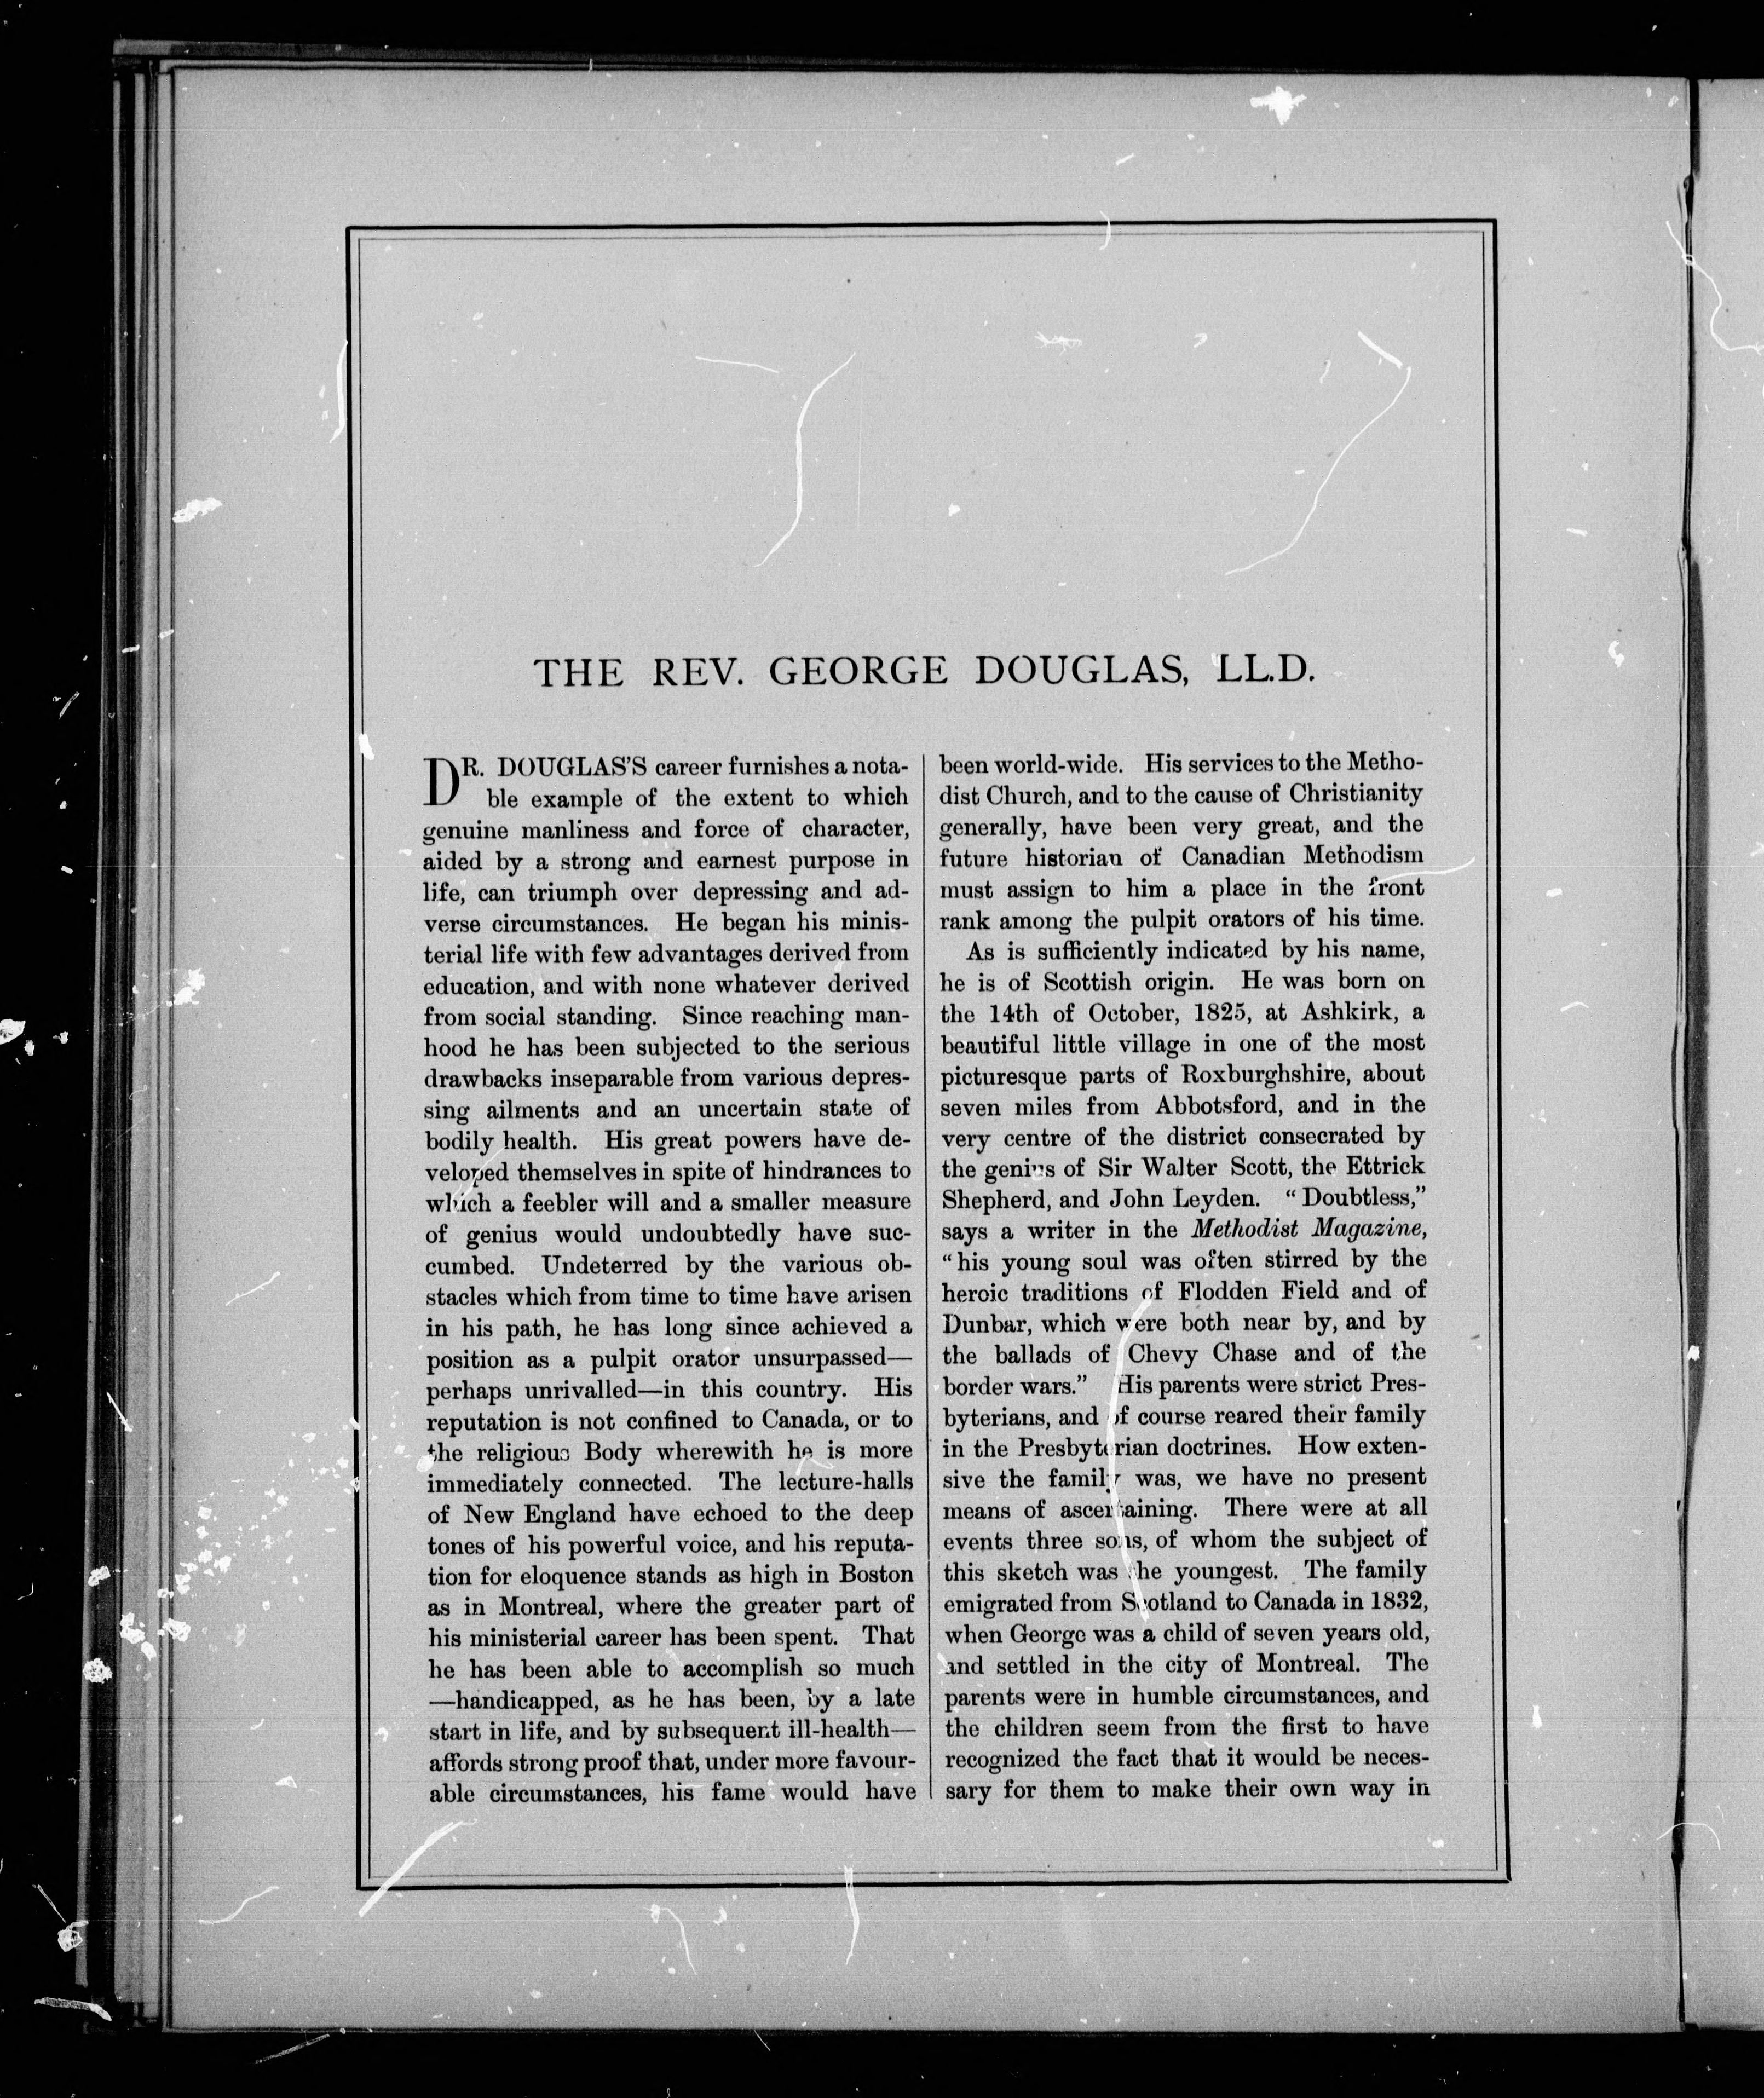 THE REV. GEORGE DOUGLAS, LL.D.
DR. DOUGLAS'S career furnishes a nota-
ble example of the extent to which
genuine manliness and force of character,
aided by a strong and earnest purpose in
life, can triumph over depressing and ad-
verse circumstances. He began his minis-
terial life with few advantages derived from
education, and with none whatever derived
from social standing. Since reaching man-
hood he has been subjected to the serious
drawbacks inseparable from various depres-
sing ailments and an uncertain state of
bodily health. His great powers have de-
veloped themselves in spite of hindrances to
which a feebler will and a smaller measure
of genius would undoubtedly have suc-
cumbed. Undeterred by the various ob-
stacles which from time to time have arisen
in his path, he has long since achieved a
position as a pulpit orator unsurpassed—
perhaps unrivalled—in this country. His
reputation is not confined to Canada, or to
the religious Body wherewith he is more
immediately connected. The lecture-halls
of New England have echoed to the deep
tones of his powerful voice, and his reputa-
tion for eloquence stands as high in Boston
as in Montreal, where the greater part of
his ministerial career has been spent. That
he has been able to accomplish so much
—handicapped, as he has been, by a late
start in life, and by subsequent ill-health—
affords strong proof that, under more favour-
able circumstances, his fame would have
been world-wide. His services to the Metho-
dist Church, and to the cause of Christianity
generally, have been very great, and the
future historian of Canadian Methodism
must assign to him a place in the front
rank among the pulpit orators of his time.
As is sufficiently indicated by his name,
he is of Scottish origin. He was born on
the 14th of October, 1825, at Ashkirk, a
beautiful little village in one of the most
picturesque parts of Roxburghshire, about
seven miles from Abbotsford, and in the
very centre of the district consecrated by
the genius of Sir Walter Scott, the Ettrick
Shepherd, and John Leyden. "Doubtless,"
says a writer in the Methodist Magazine,
"his young soul was often stirred by the
heroic traditions of Flodden Field and of
Dunbar, which were both near by, and by
the ballads of Chevy Chase and of the
border wars." His parents were strict Pres-
byterians, and of course reared their family
in the Presbyterian doctrines. How exten-
sive the family was, we have no present
means of ascertaining. There were at all
events three sons, of whom the subject of
this sketch was the youngest. The family
emigrated from Scotland to Canada in 1832,
when George was a child of seven years old,
and settled in the city of Montreal. The
parents were in humble circumstances, and
the children seem from the first to have
recognized the fact that it would be neces-
sary for them to make their own way in